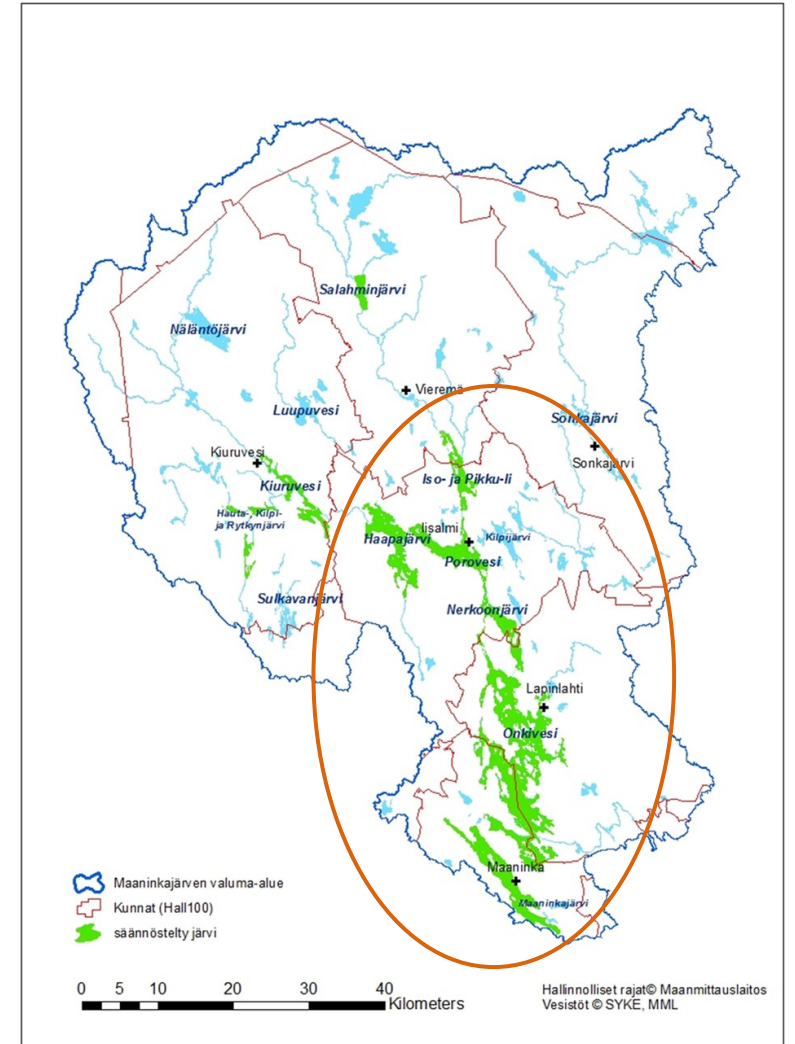 Salahminjärvi
Näläntöjärvi
Vieremä
Luupuvesi
Sonkajärvi
Sonkajärvi
Kiuruvesi
Kiuruvesi
Iso- ja Pikku-Ii
Hauta-, Kilpi-
ja Rytkynjärvi
Iisalmi
Haapajärvi
Kilpijärvi
Porovesi
Sulkavanjärvi
Nerkoonjärvi
Lapinlahti
Onkivesi
Maaninka
Maaninkajärvi
Maaninkajärven valuma-alue
Kunnat (Hall100)
säännöstelty järvi
0 5 10 20 30 40
Kilometers
Hallinnolliset rajat© Maanmittauslaitos
Vesistöt © SYKE, MML